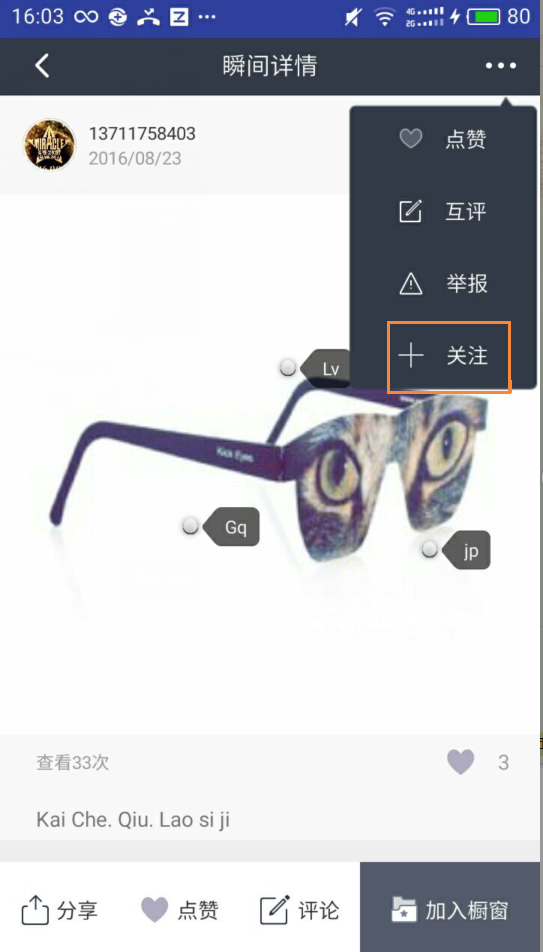 16:03
4G
2G
80
瞬间详情
13711758403
2016/08/23
点赞
互评
举报
关注
Lv
Kick Eyes
Gq
jp
查看33次
3
Kai Che. Qiu. Lao si ji
分享
点赞
评论
加入橱窗